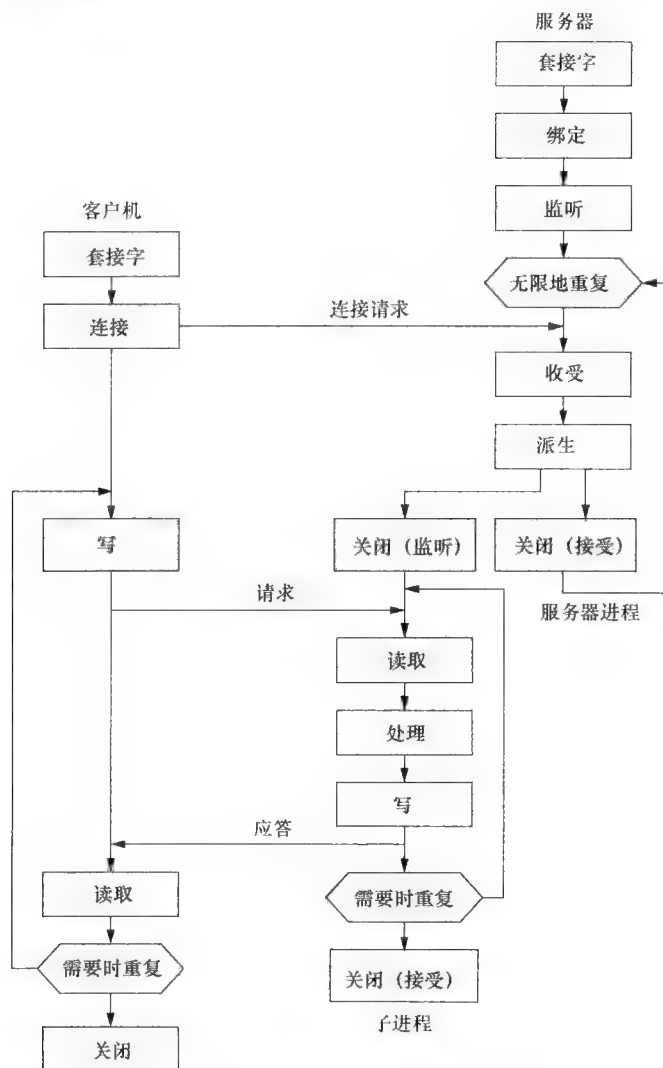 服务器
套接字
绑定
监听
客户机
套接字
无限地重复
连接
连接请求
收受
派生
写
关闭（监听）
关闭（接受）
请求
服务器进程
读取
处理
写
应答
读取
需要时重复
需要时重复
关闭（接受）
子进程
关闭